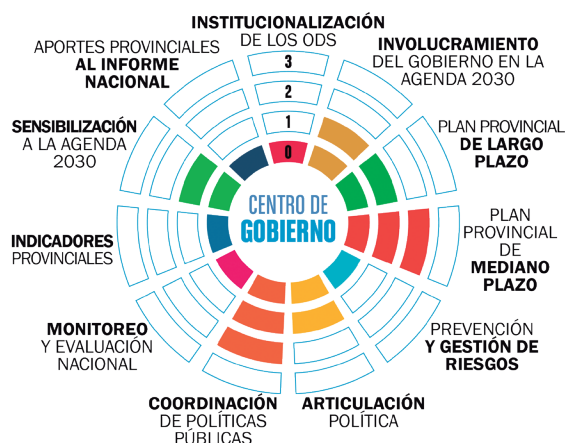 INSTITUCIONALIZACIÓN
DE LOS ODS
INVOLUCRAMIENTO
DEL GOBIERNO EN LA
AGENDA 2030
PLAN PROVINCIAL
DE LARGO
PLAZO
PLAN
PROVINCIAL
DE
MEDIANO
PLAZO
PREVENCIÓN
Y GESTIÓN DE
RIESGOS
ARTICULACIÓN
POLÍTICA
COORDINACIÓN
DE POLÍTICAS
PÚBLICAS
MONITOREO
Y EVALUACIÓN
NACIONAL
INDICADORES
PROVINCIALES
SENSIBILIZACIÓN
A LA AGENDA
2030
APORTES PROVINCIALES
AL INFORME
NACIONAL
3
2
1
0
CENTRO DE
GOBIERNO